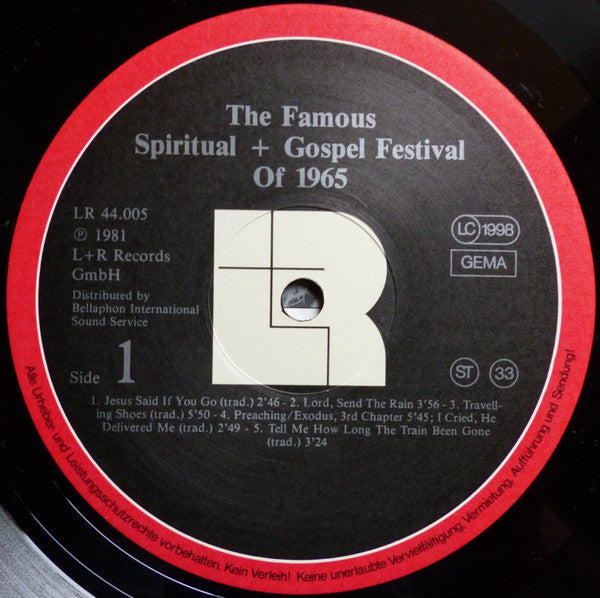 The Famous
Spiritual + Gospel Festival
Of 1965
LR 44.005
℗ 1981
L+R Records
GmbH
Distributed by
Bellaphon International
Sound Service
LC 1998
GEMA
LR
Side 1
ST 33
1. Jesus Said If You Go (trad.) 2'46 - 2. Lord, Send The Rain 3'56 - 3. Travell-
ing Shoes (trad.) 5'50 - 4. Preaching/Exodus, 3rd Chapter 5'45; I Cried, He
Delivered Me (trad.) 2'49 - 5. Tell Me How Long The Train Been Gone
(trad.) 3'24
Alle Urheber- und Leistungsschutzrechte vorbehalten. Kein Verleih! Keine unerlaubte Vervielfältigung, Vermietung, Aufführung und Sendung!